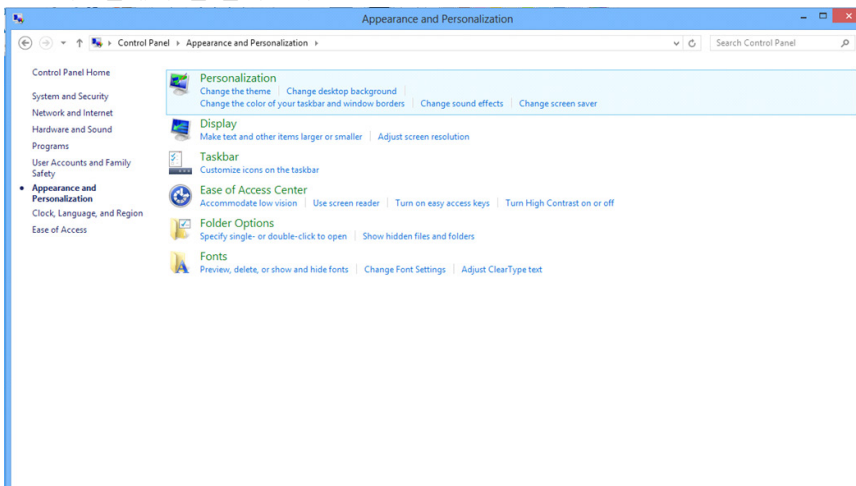 Appearance and Personalization
Control Panel Appearance and Personalization
Search Control Panel
Control Panel Home
System and Security
Network and Internet
Hardware and Sound
Programs
User Accounts and Family
Safety
Appearance and
Personalization
Clock, Language, and Region
Ease of Access
Personalization
Change the theme Change desktop background
Change the color of your taskbar and window borders Change sound effects Change screen saver
Display
Make text and other items larger or smaller Adjust screen resolution
Taskbar
Customize icons on the taskbar
Ease of Access Center
Accommodate low vision Use screen reader Turn on easy access keys Turn High Contrast on or off
Folder Options
Specify single- or double-click to open Show hidden files and folders
Fonts
Preview, delete, or show and hide fonts Change Font Settings Adjust ClearType text